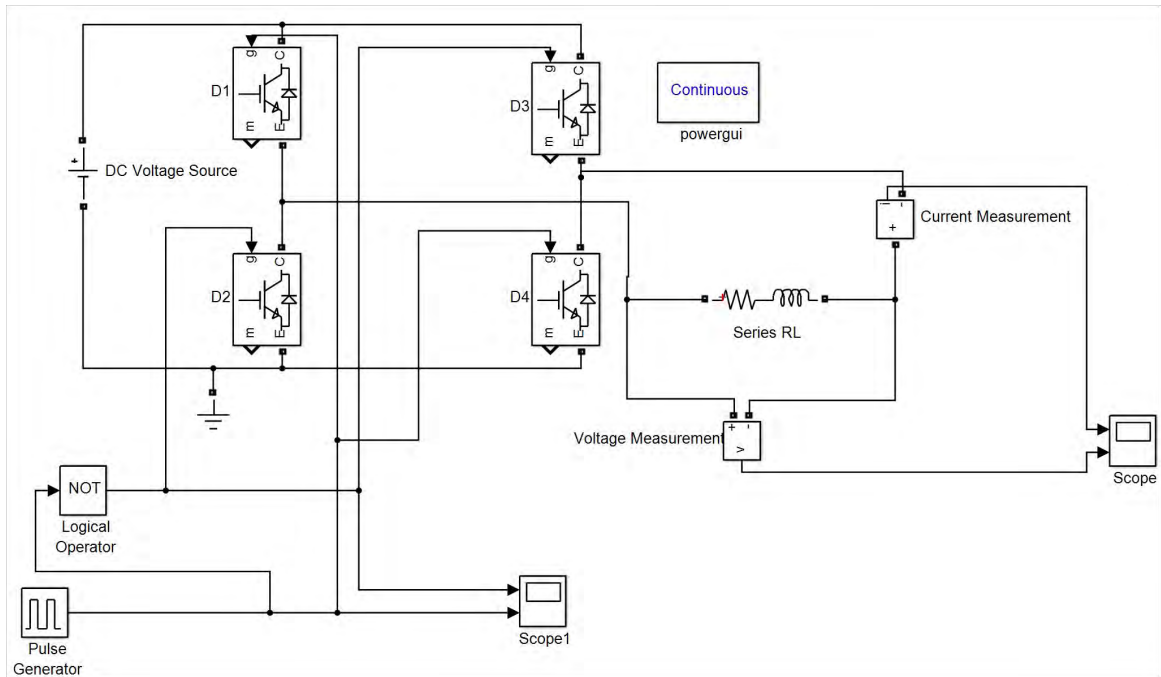 g
C
D1
m
E
g
C
D3
m
E
Continuous
powergui
+
DC Voltage Source
i
-
+
Current Measurement
g
C
D2
m
E
g
C
D4
m
E
+
Series RL
+
-
v
Voltage Measurement
Scope
NOT
Logical
Operator
Scope1
Pulse
Generator